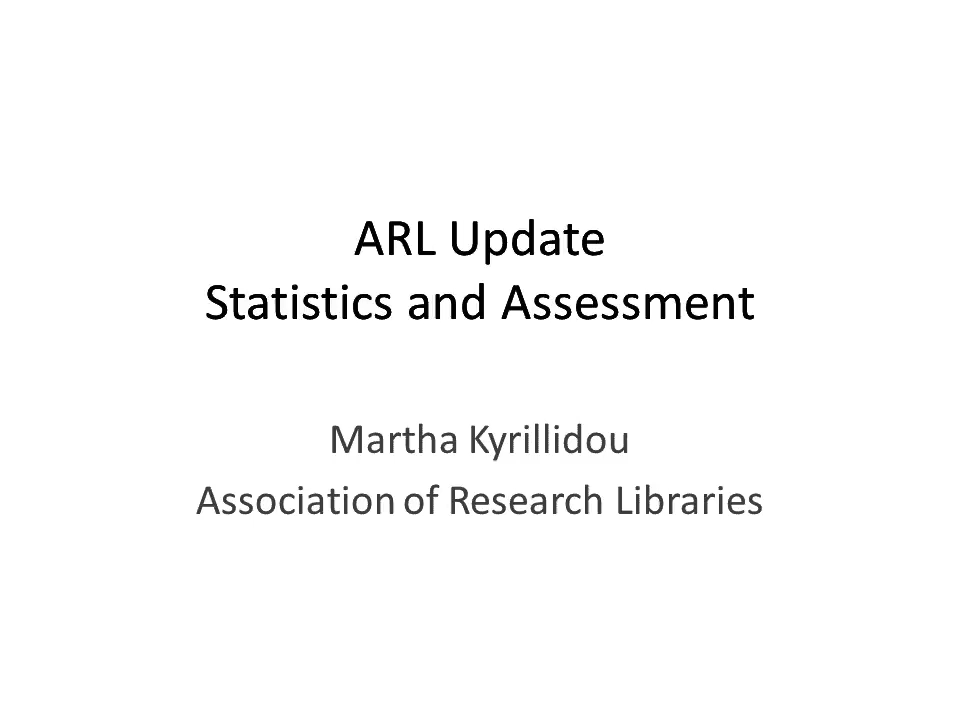 ARL Update
Statistics and Assessment
Martha Kyrillidou
Association of Research Libraries